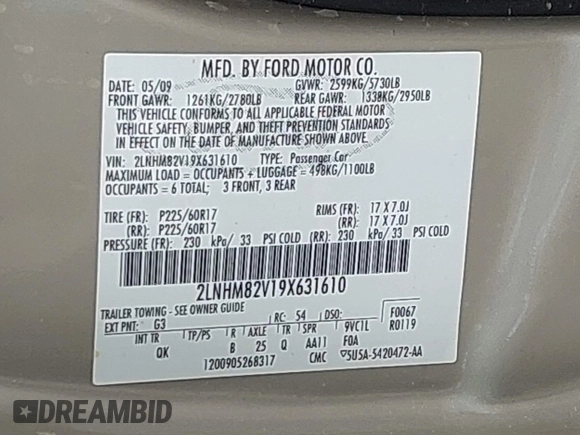 MFD. BY FORD MOTOR CO.
DATE: 05/09 GVWR: 2599KG/5730LB
FRONT GAWR: 1261KG/2780LB REAR GAWR: 1338KG/2950LB
THIS VEHICLE CONFORMS TO ALL APPLICABLE FEDERAL MOTOR
VEHICLE SAFETY, BUMPER, AND THEFT PREVENTION STANDARDS
IN EFFECT ON THE DATE OF MANUFACTURE SHOWN ABOVE.
VIN: 2LNHM82V19X631610 TYPE: Passenger Car
MAXIMUM LOAD = OCCUPANTS + LUGGAGE = 498KG/1100LB
OCCUPANTS = 6 TOTAL; 3 FRONT, 3 REAR
TIRE (FR): P225/60R17 RIMS (FR): 17 X 7.0J
(RR): P225/60R17 (RR): 17 X 7.0J
PRESSURE (FR): 230 kPa/ 33 PSI COLD (RR): 230 kPa/ 33 PSI COLD
2LNHM82V19X631610
TRAILER TOWING - SEE OWNER GUIDE
EXT PNT: G3 RC: 54 DSO: F0067
INT TR TP/PS R AXLE TR SPR 9VC1L R0119
QK B 25 Q AA11 FOA
1200905268317 CMC 5U5A-5420472-AA
DREAMBID